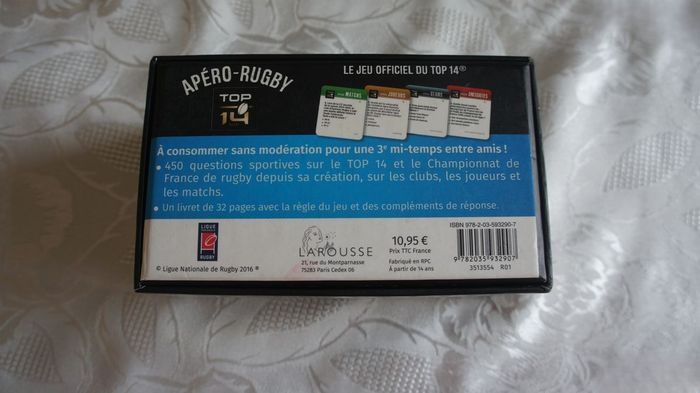 APÉRO-RUGBY
TOP
14
LE JEU OFFICIEL DU TOP 14®
MATCHS
JOUEURS
CLUBS
À consommer sans modération pour une 3e mi-temps entre amis !
• 450 questions sportives sur le TOP 14 et le Championnat de
France de rugby depuis sa création, sur les clubs, les joueurs et
les matchs.
• Un livret de 32 pages avec la règle du jeu et des compléments de réponse.
LIGUE
NATIONALE DE
RUGBY
© Ligue Nationale de Rugby 2016 ®
LAROUSSE
21, rue du Montparnasse
75283 Paris Cedex 06
10,95 €
Prix TTC France
Fabriqué en RPC
À partir de 14 ans
ISBN 978-2-03-593290-7
9 782035 932907
3513554 R01